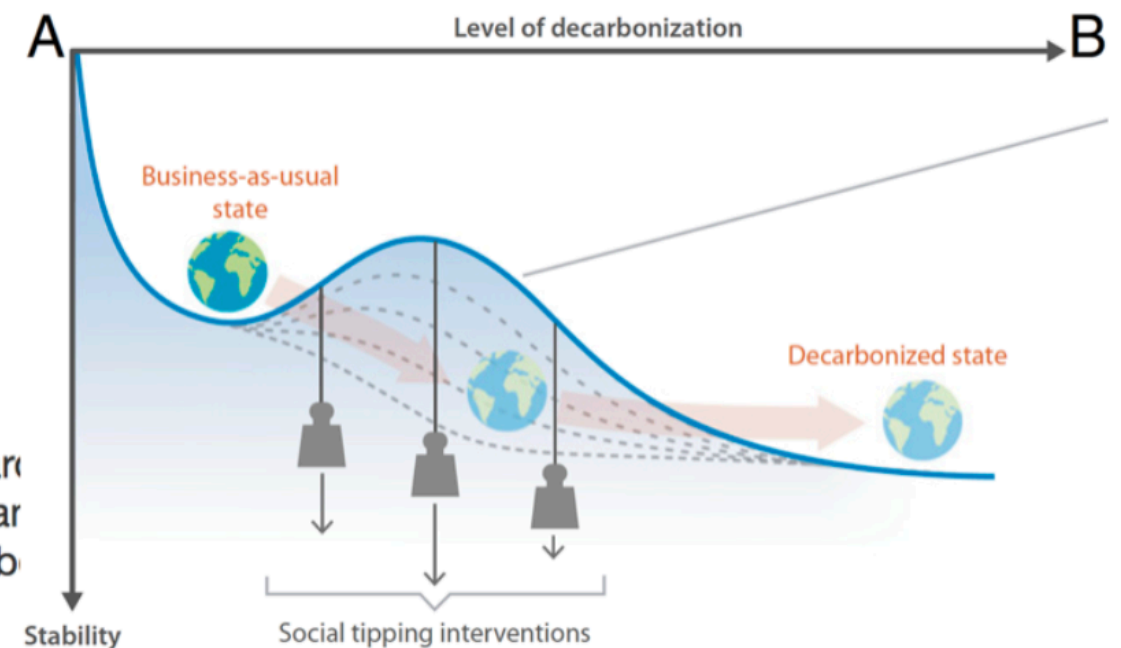 A
Level of decarbonization
B
Business-as-usual
state
Decarbonized state
Social tipping interventions
Stability